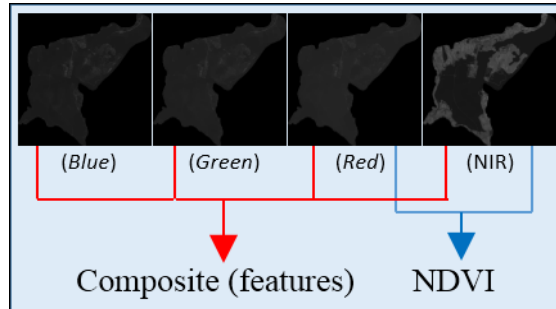 (Blue) (Green) (Red) (NIR)
Composite (features) NDVI